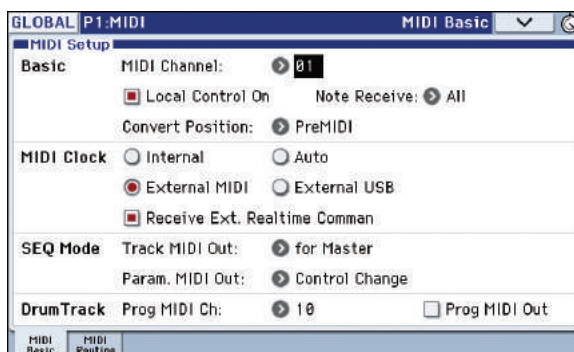 GLOBAL P1:MIDI MIDI Basic
MIDI Setup
Basic MIDI Channel: 01
Local Control On Note Receive: All
Convert Position: PreMIDI
MIDI Clock Internal Auto
External MIDI External USB
Receive Ext. Realtime Comman
SEQ Mode Track MIDI Out: for Master
Param. MIDI Out: Control Change
DrumTrack Prog MIDI Ch: 10 Prog MIDI Out
MIDI Basic MIDI Routing